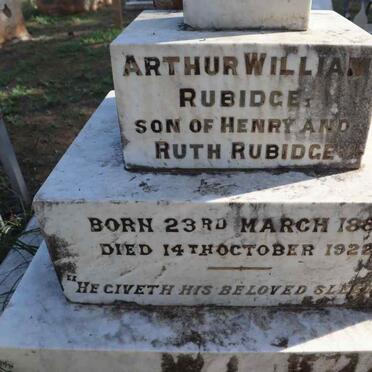 ARTHUR WILLIAM
RUBIDGE,
SON OF HENRY AND
RUTH RUBIDGE
BORN 23RD MARCH
DIED 14TH OCTOBER 1922
"HE GIVETH HIS BELOVED